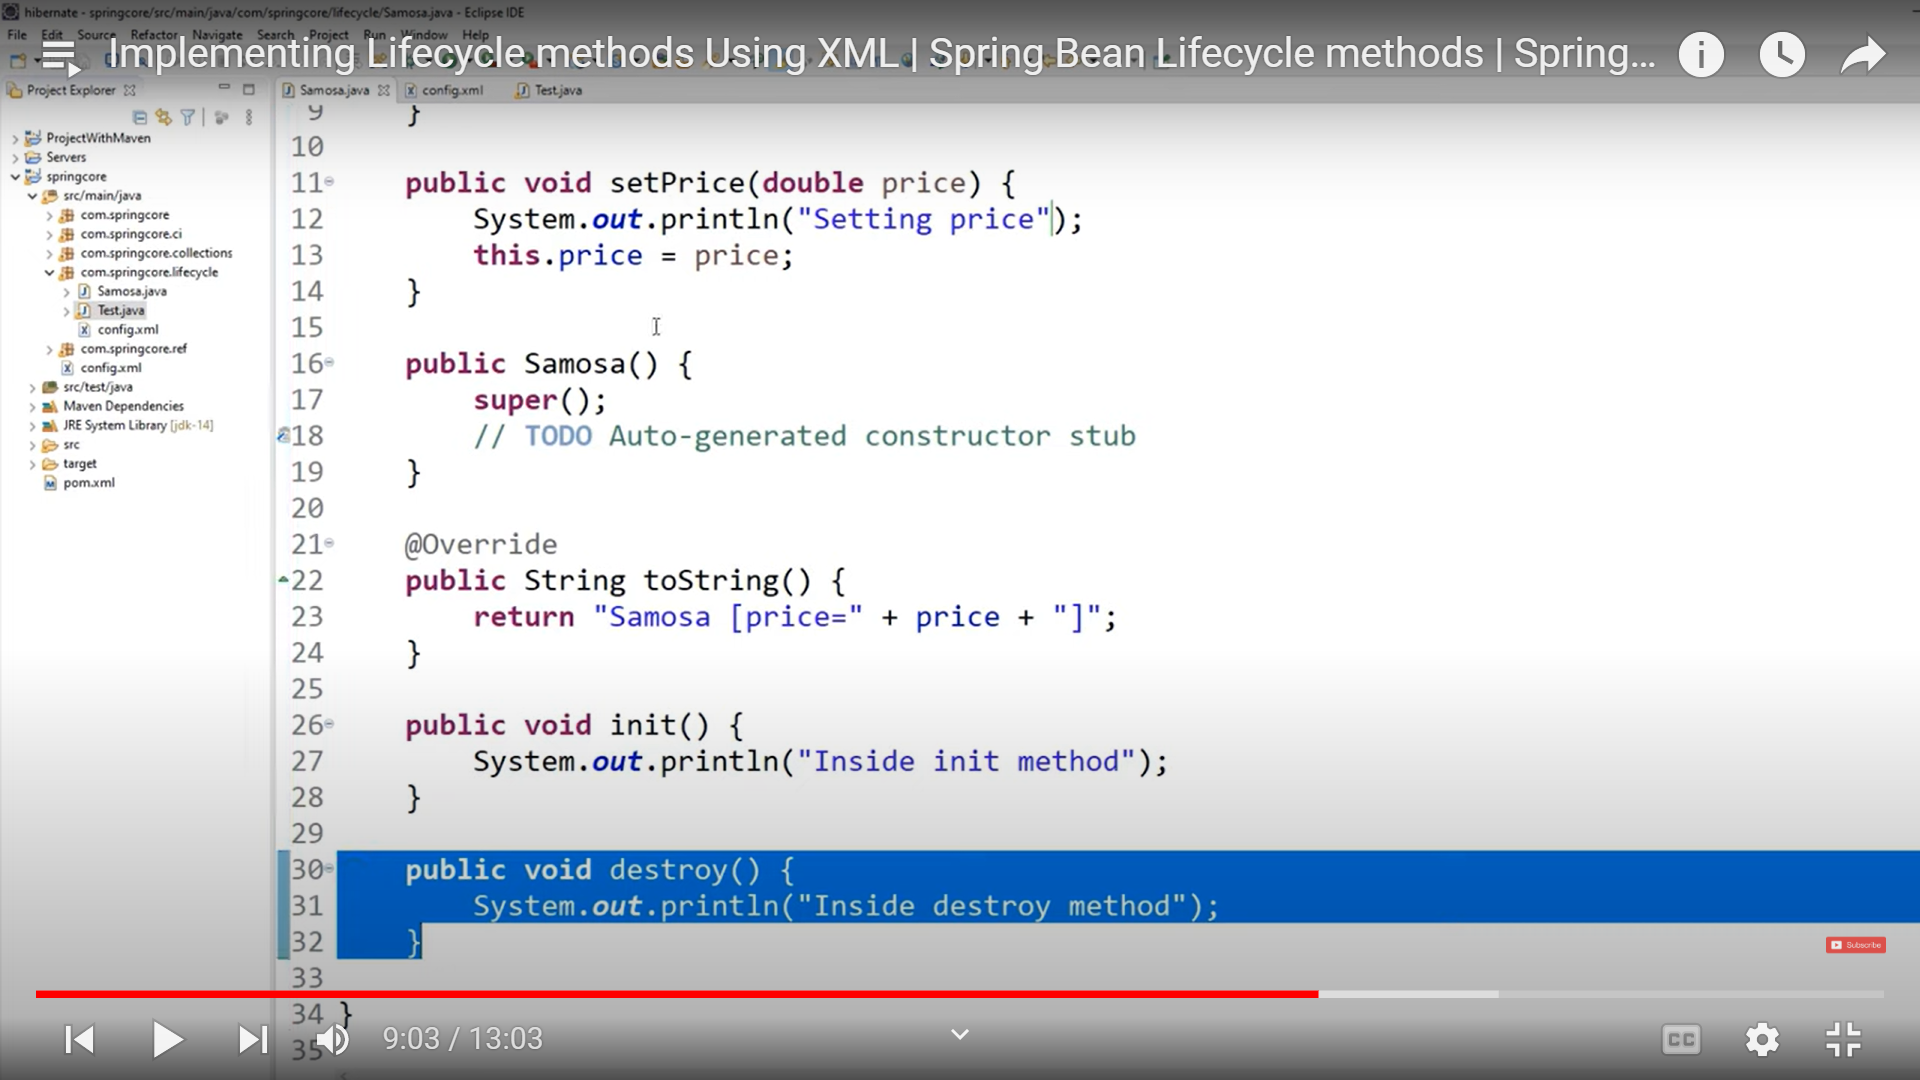 hibernate - springcore/src/main/java/com/springcore/lifecycle/Samosa.java - Eclipse IDE
File Edit Source Refactor Navigate Search Project Run Window Help
Implementing Lifecycle methods Using XML | Spring Bean Lifecycle methods | Spring...
Project Explorer
Samosa.java config.xml Test.java
ProjectWithMaven
Servers
springcore
src/main/java
com.springcore
com.springcore.ci
com.springcore.collections
com.springcore.lifecycle
Samosa.java
Test.java
config.xml
com.springcore.ref
config.xml
src/test/java
Maven Dependencies
JRE System Library [jdk-14]
src
target
pom.xml
9 }
10
11 public void setPrice(double price) {
12 System.out.println("Setting price");
13 this.price = price;
14 }
15
16 public Samosa() {
17 super();
18 // TODO Auto-generated constructor stub
19 }
20
21 @Override
22 public String toString() {
23 return "Samosa [price=" + price + "]";
24 }
25
26 public void init() {
27 System.out.println("Inside init method");
28 }
29
30 public void destroy() {
31 System.out.println("Inside destroy method");
32 }
33
34 }
35
Subscribe
9:03 / 13:03
CC